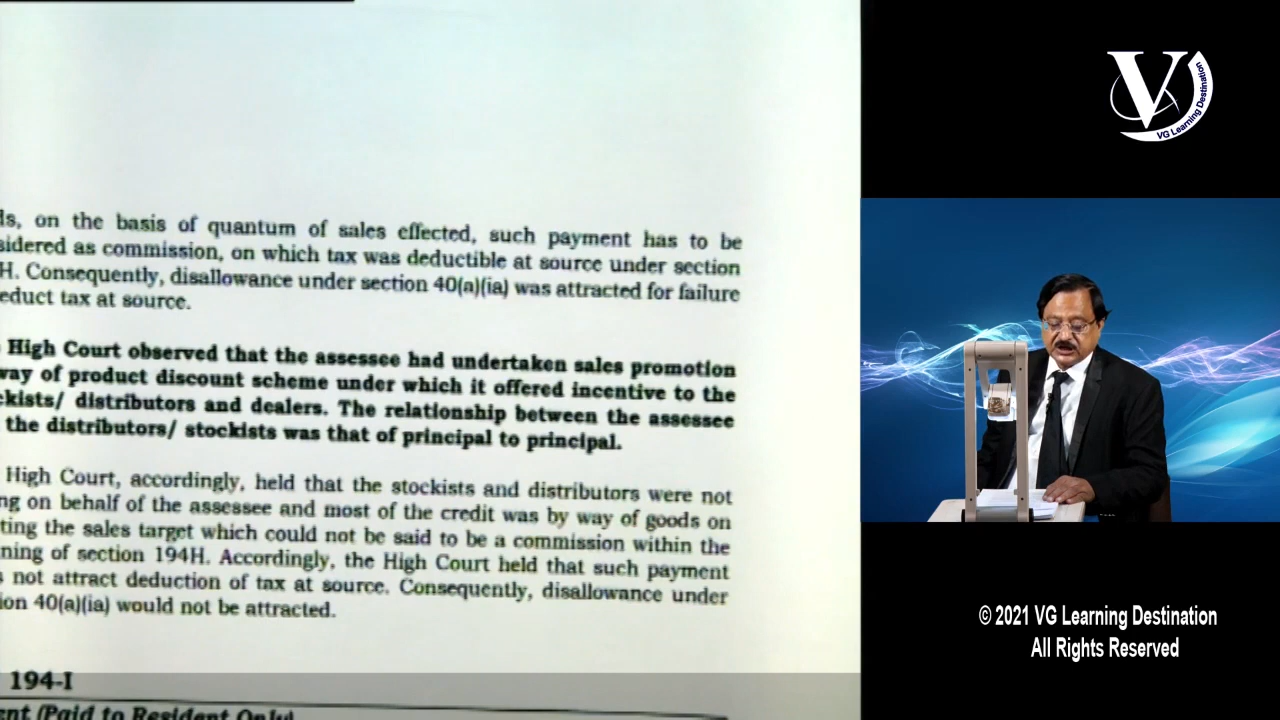 on the basis of quantum of sales effected, such payment has to be
sidered as commission, on which tax was deductible at source under section
H. Consequently, disallowance under section 40(a)(ia) was attracted for failure
educt tax at source.
High Court observed that the assessee had undertaken sales promotion
way of product discount scheme under which it offered incentive to the
ckists/ distributors and dealers. The relationship between the assessee
the distributors/ stockists was that of principal to principal.
High Court, accordingly, held that the stockists and distributors were not
ng on behalf of the assessee and most of the credit was by way of goods on
ting the sales target which could not be said to be a commission within the
ning of section 194H. Accordingly, the High Court held that such payment
s not attract deduction of tax at source. Consequently, disallowance under
ion 40(a)(ia) would not be attracted.
194-I
ent (Paid to Resident Only)
V
VG Learning Destination
© 2021 VG Learning Destination
All Rights Reserved